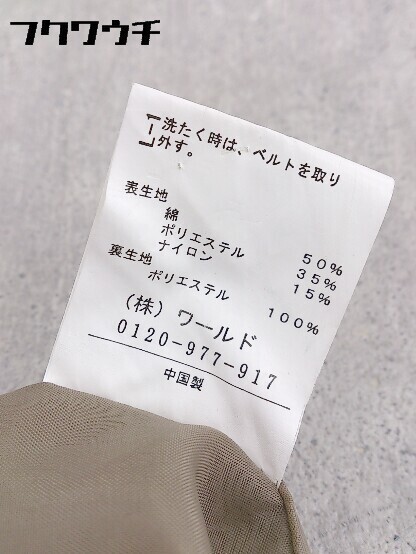 フクワウチ
洗たく時は、ベルトを取り
外す。
表生地
綿 50%
ポリエステル 35%
ナイロン 15%
裏生地
ポリエステル 100%
(株) ワールド
0120-977-917
中国製